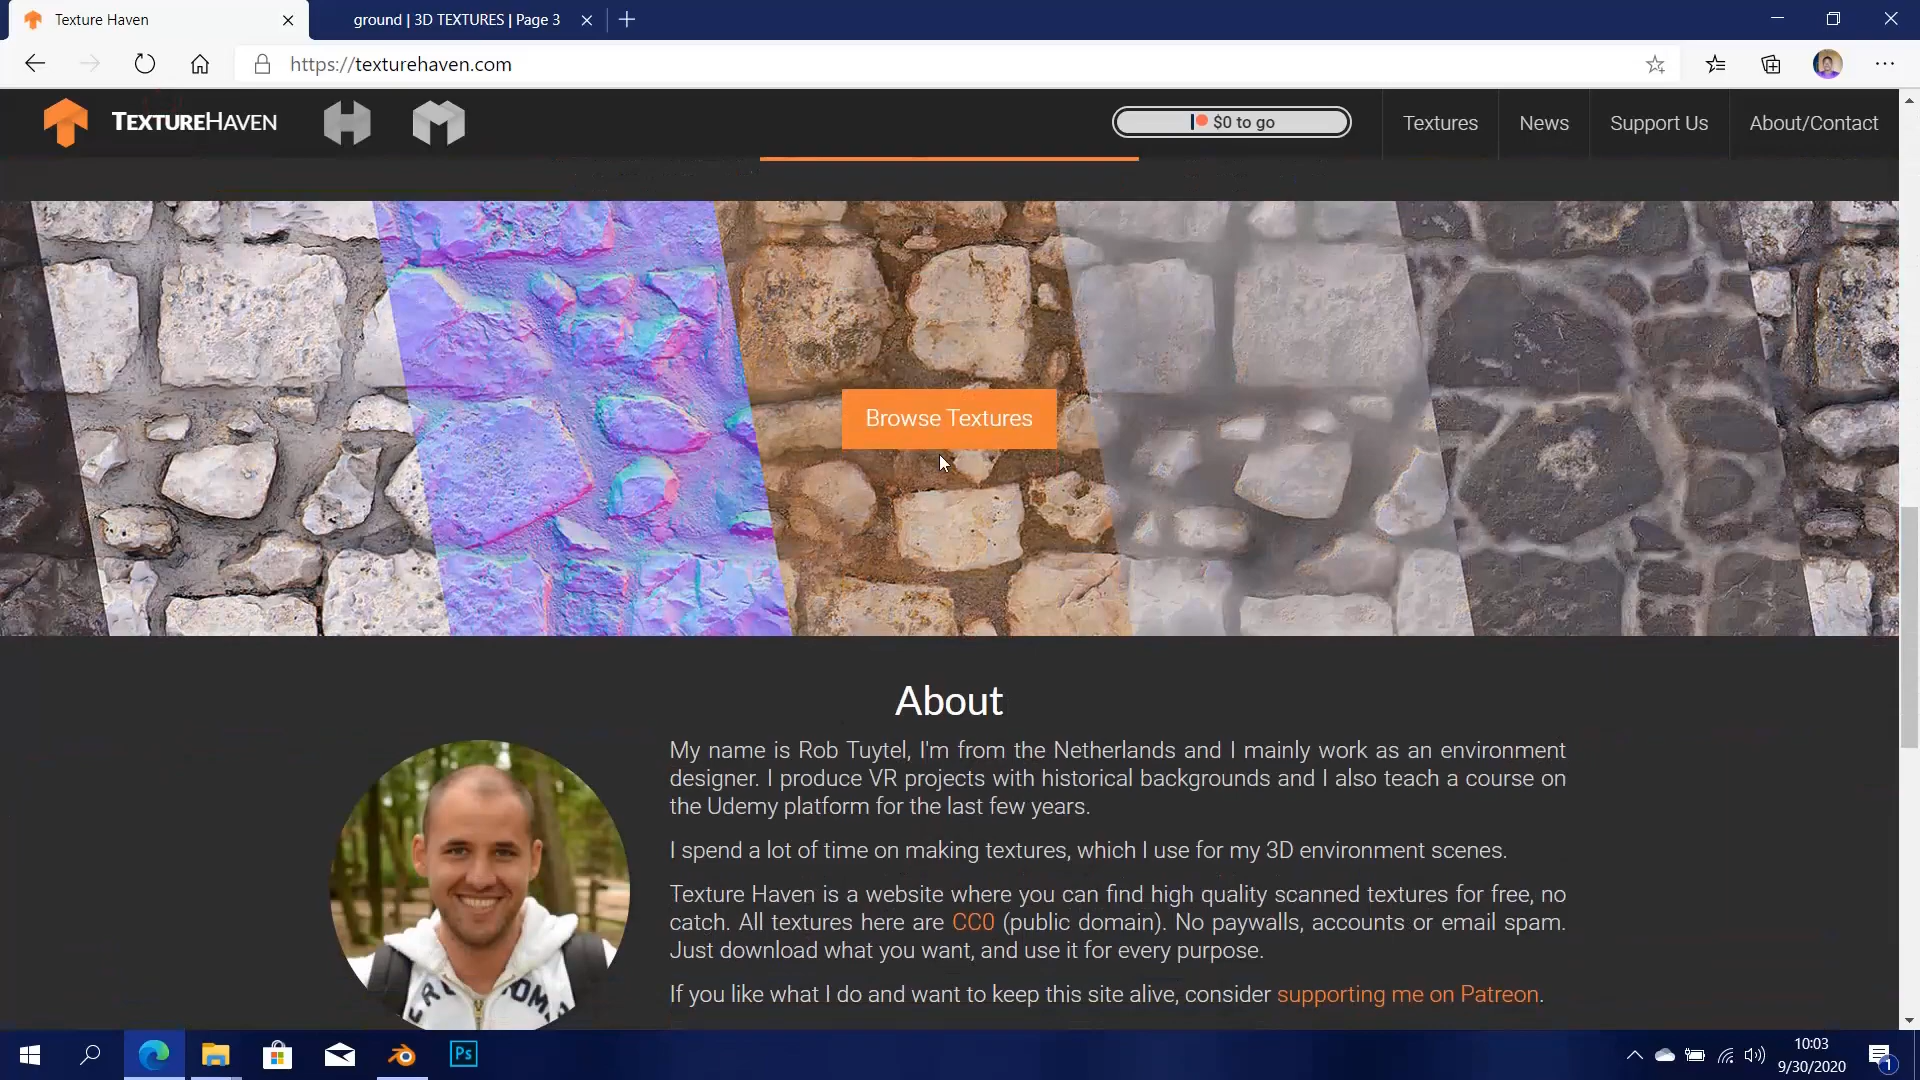 Texture Haven
ground | 3D TEXTURES | Page 3
https://texturehaven.com
TEXTUREHAVEN
$0 to go
Textures
News
Support Us
About/Contact
Browse Textures
About
My name is Rob Tuytel, I'm from the Netherlands and I mainly work as an environment
designer. I produce VR projects with historical backgrounds and I also teach a course on
the Udemy platform for the last few years.
I spend a lot of time on making textures, which I use for my 3D environment scenes.
Texture Haven is a website where you can find high quality scanned textures for free, no
catch. All textures here are CC0 (public domain). No paywalls, accounts or email spam.
Just download what you want, and use it for every purpose.
If you like what I do and want to keep this site alive, consider supporting me on Patreon.
Ps
10:03
9/30/2020
1